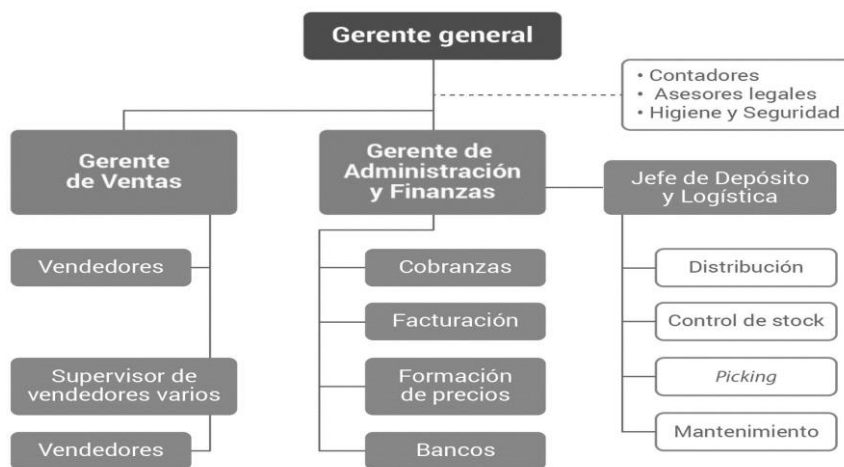 Gerente general
• Contadores
• Asesores legales
• Higiene y Seguridad
Gerente
de Ventas
Gerente de
Administración
y Finanzas
Jefe de Depósito
y Logística
Vendedores
Supervisor de
vendedores varios
Vendedores
Cobranzas
Facturación
Formación
de precios
Bancos
Distribución
Control de stock
Picking
Mantenimiento